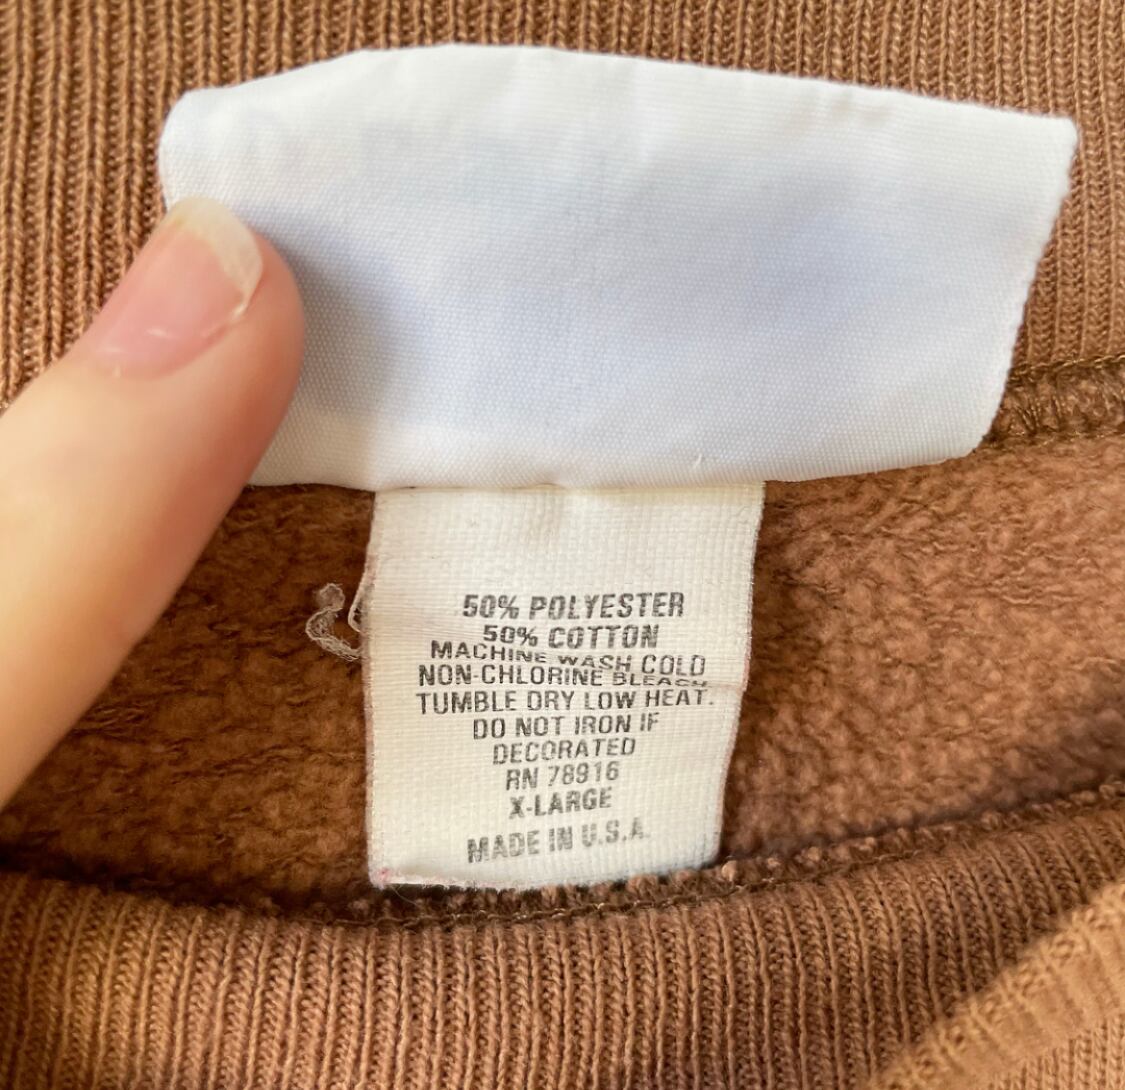 50% POLYESTER
50% COTTON
MACHINE WASH COLD
NON-CHLORINE BLEACH
TUMBLE DRY LOW HEAT.
DO NOT IRON IF
DECORATED
RN 78916
X-LARGE
MADE IN U.S.A.